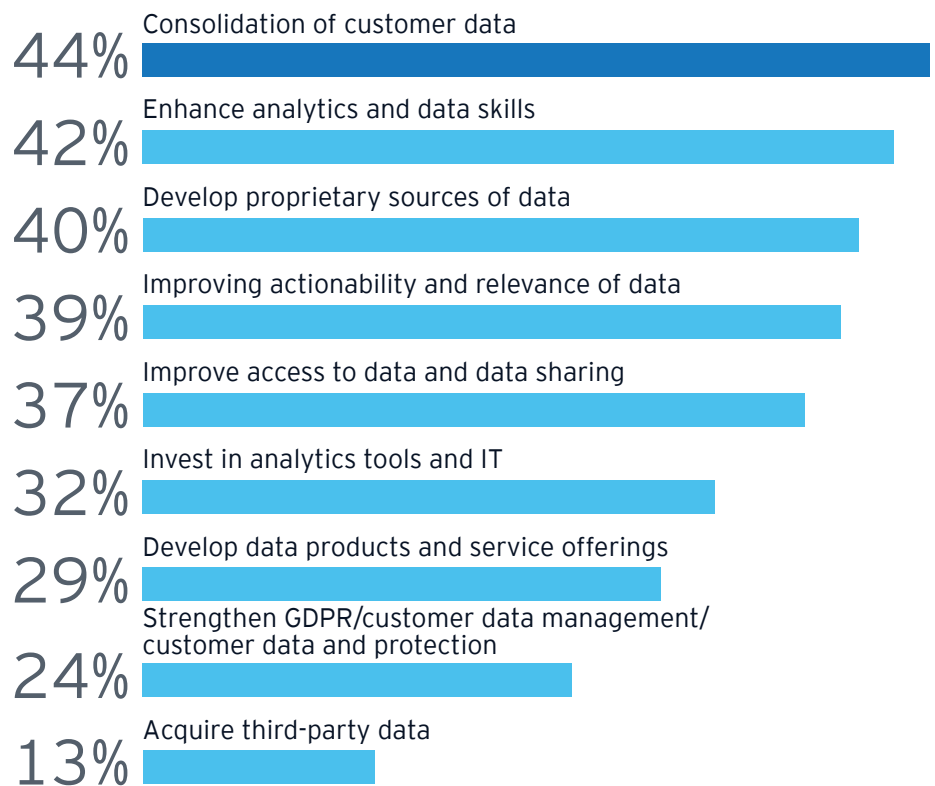 Consolidation of customer data
44%
Enhance analytics and data skills
42%
Develop proprietary sources of data
40%
Improving actionability and relevance of data
39%
Improve access to data and data sharing
37%
Invest in analytics tools and IT
32%
Develop data products and service offerings
29%
Strengthen GDPR/customer data management/
customer data and protection
24%
Acquire third-party data
13%